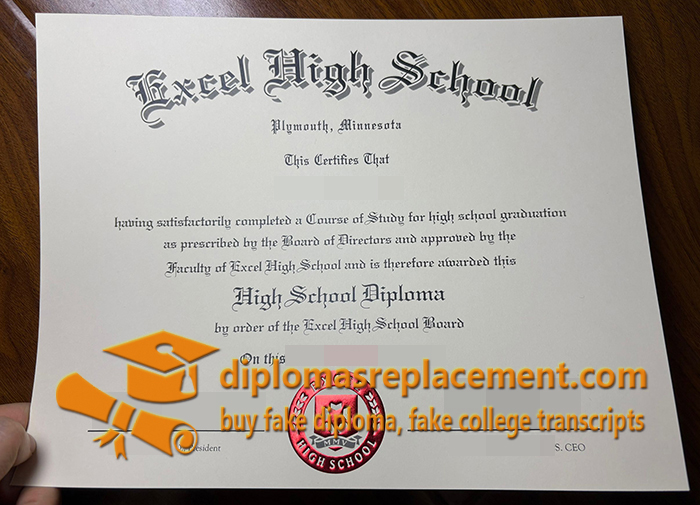 Excel High School
Plymouth, Minnesota
This Certifies That
having satisfactorily completed a Course of Study for high school graduation
as prescribed by the Board of Directors and approved by the
Faculty of Excel High School and is therefore awarded this
High School Diploma
by order of the Excel High School Board
On this
diplomasreplacement.com
buy fake diploma, fake college transcripts
EXCEL
MMV
HIGH SCHOOL
President
S. CEO